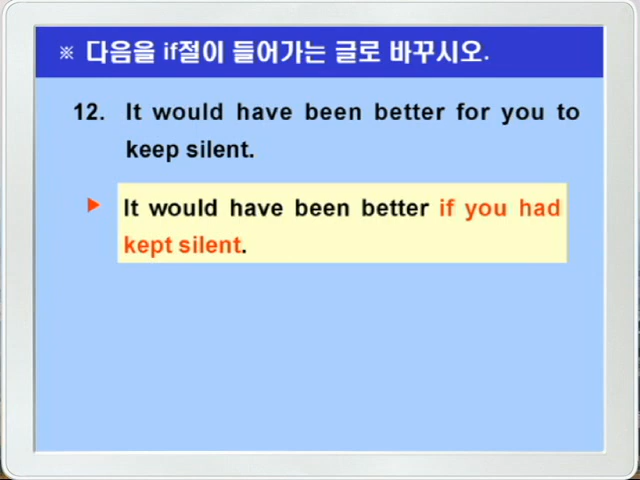 ※ 다음을 if절이 들어가는 글로 바꾸시오.
12. It would have been better for you to
keep silent.
It would have been better if you had
kept silent.